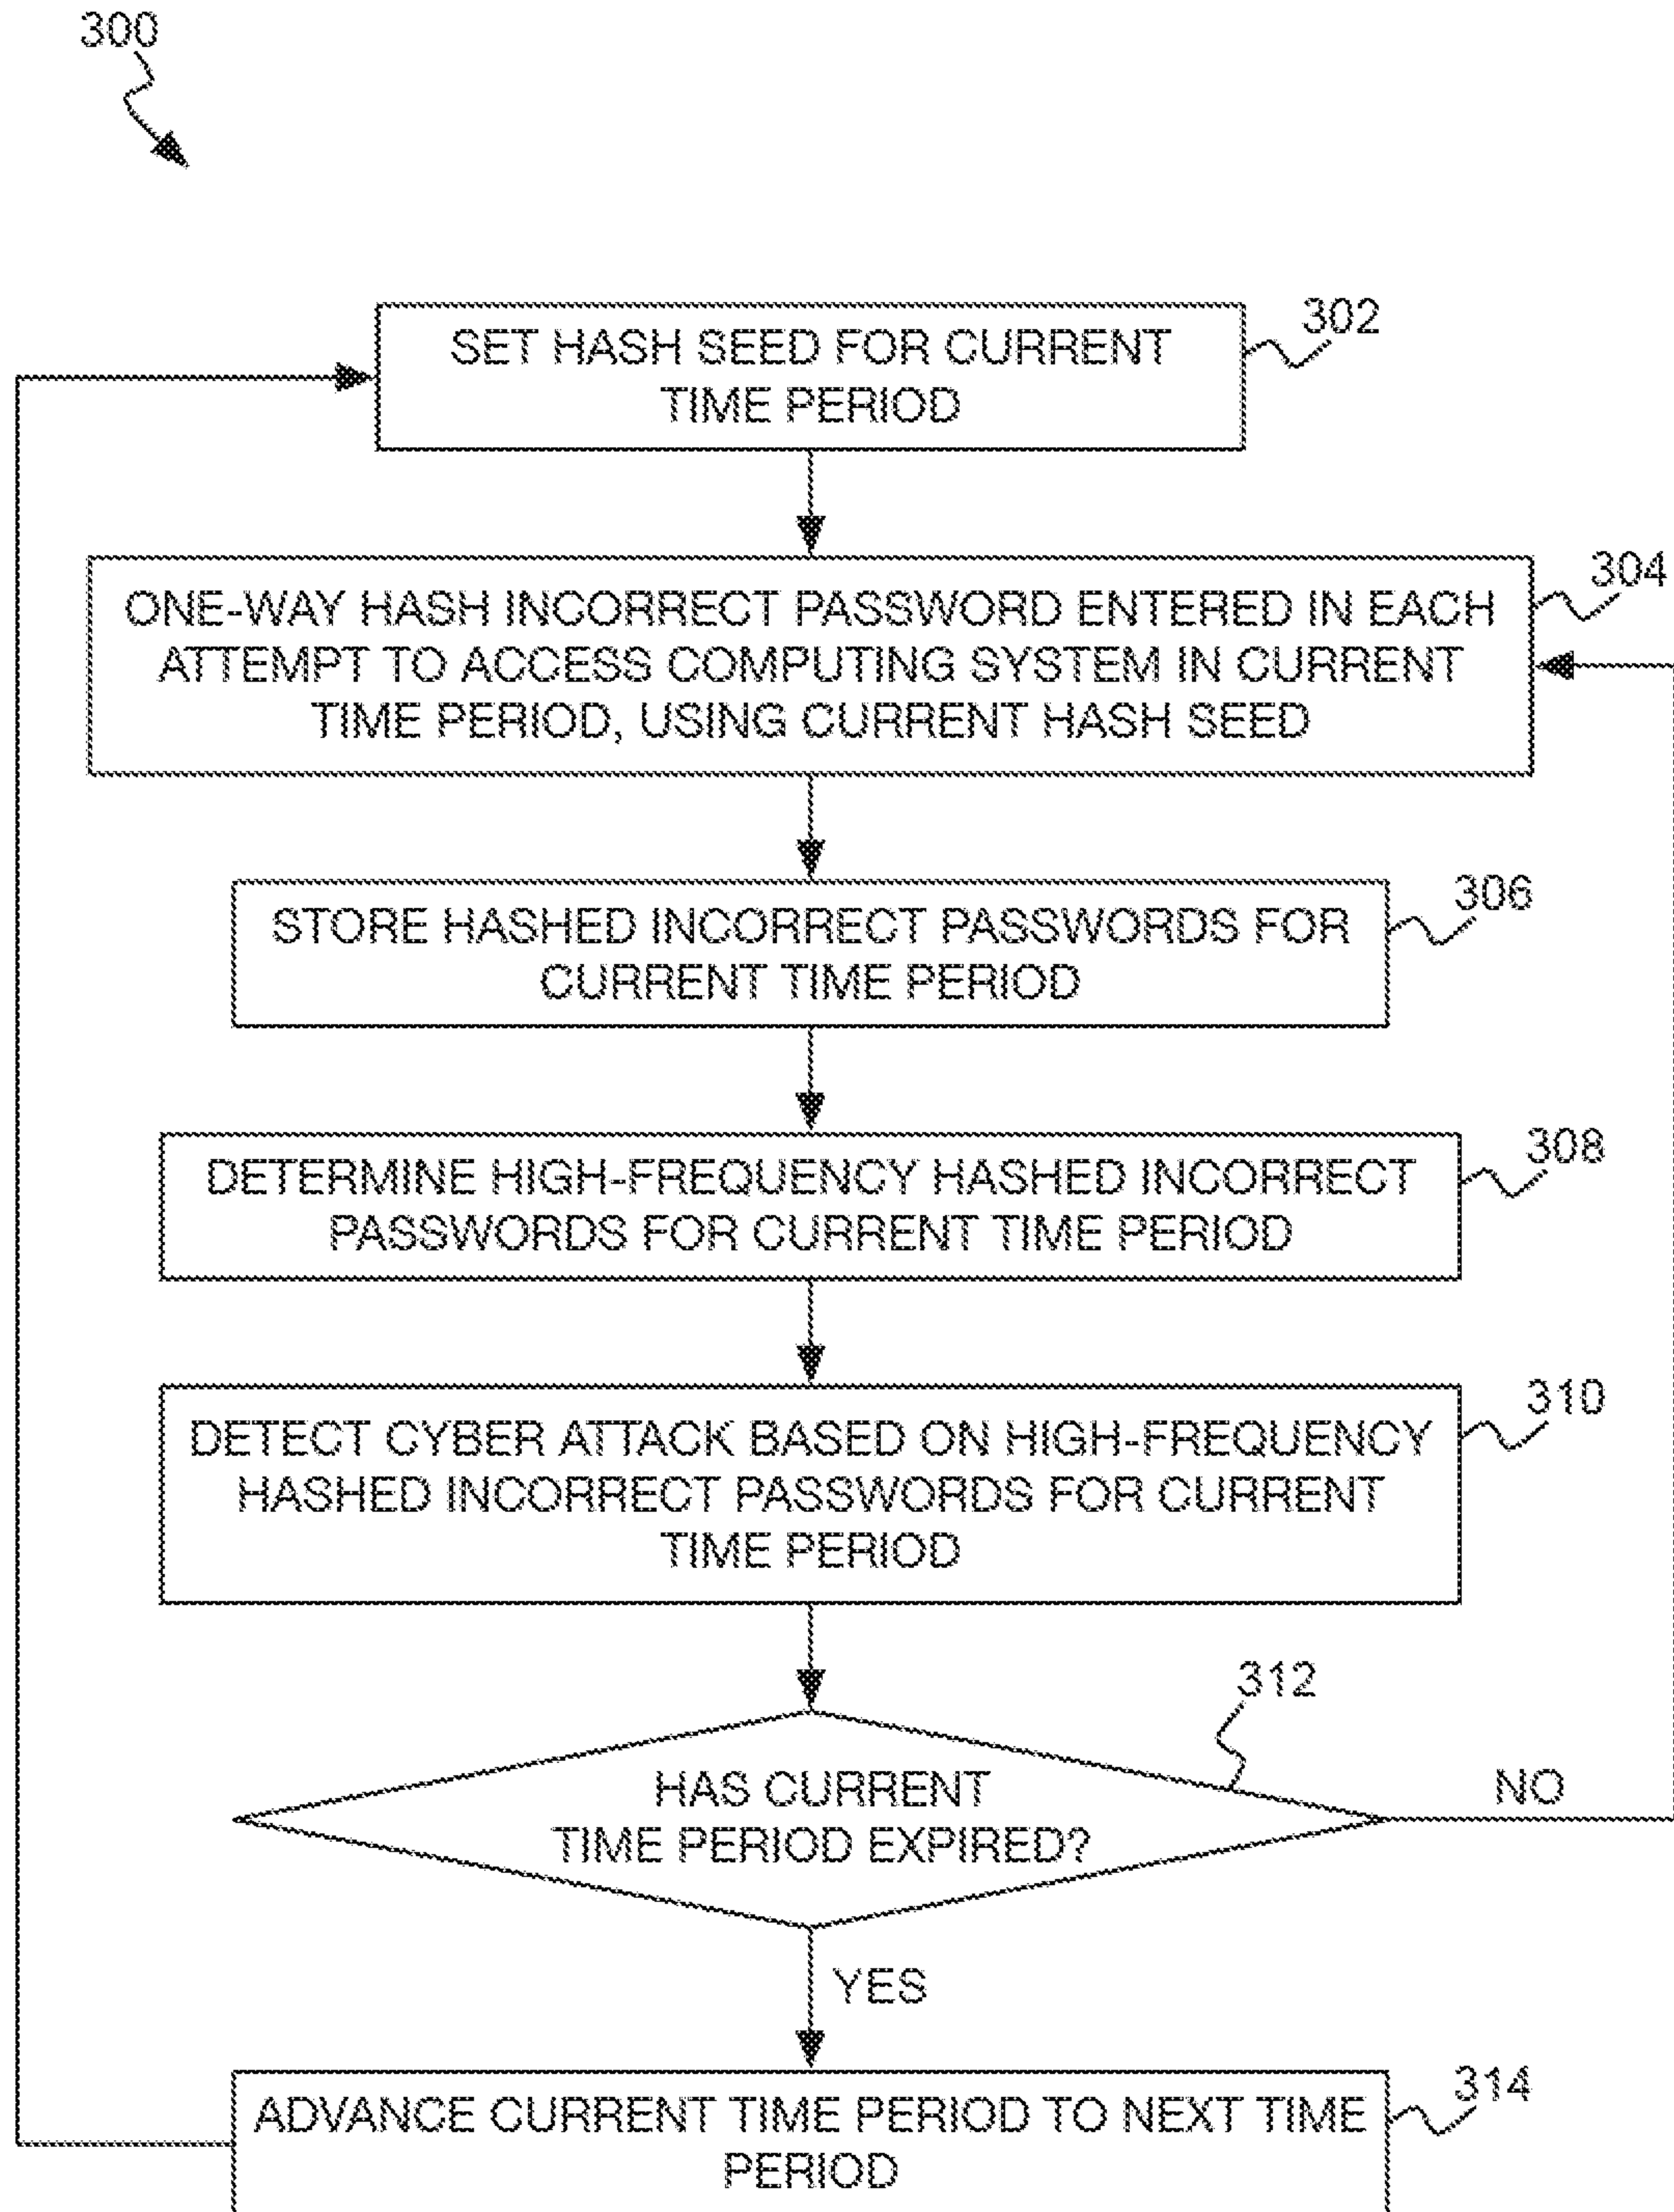 300
SET HASH SEED FOR CURRENT
TIME PERIOD
302
ONE-WAY HASH INCORRECT PASSWORD ENTERED IN EACH
ATTEMPT TO ACCESS COMPUTING SYSTEM IN CURRENT
TIME PERIOD, USING CURRENT HASH SEED
304
STORE HASHED INCORRECT PASSWORDS FOR
CURRENT TIME PERIOD
306
DETERMINE HIGH-FREQUENCY HASHED INCORRECT
PASSWORDS FOR CURRENT TIME PERIOD
308
DETECT CYBER ATTACK BASED ON HIGH-FREQUENCY
HASHED INCORRECT PASSWORDS FOR CURRENT
TIME PERIOD
310
312
HAS CURRENT
TIME PERIOD EXPIRED?
NO
YES
ADVANCE CURRENT TIME PERIOD TO NEXT TIME
PERIOD
314